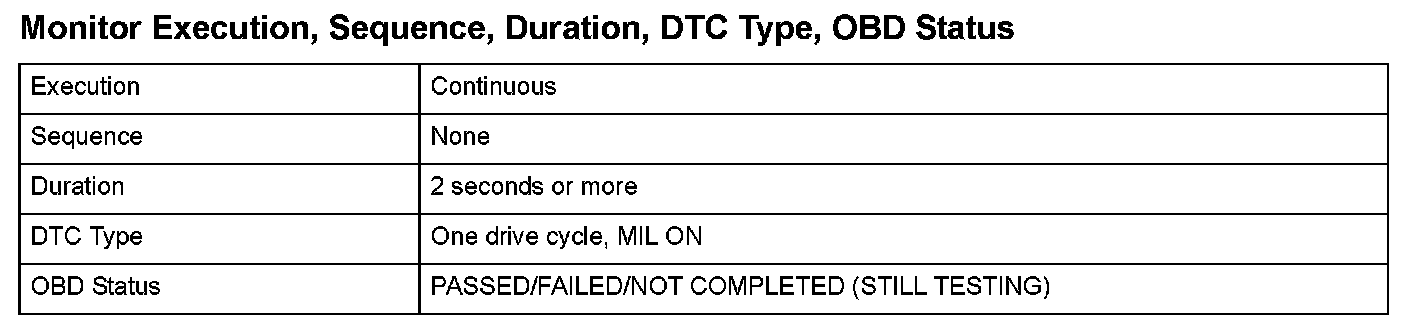 Monitor Execution, Sequence, Duration, DTC Type, OBD Status
Execution Continuous
Sequence None
Duration 2 seconds or more
DTC Type One drive cycle, MIL ON
OBD Status PASSED/FAILED/NOT COMPLETED (STILL TESTING)